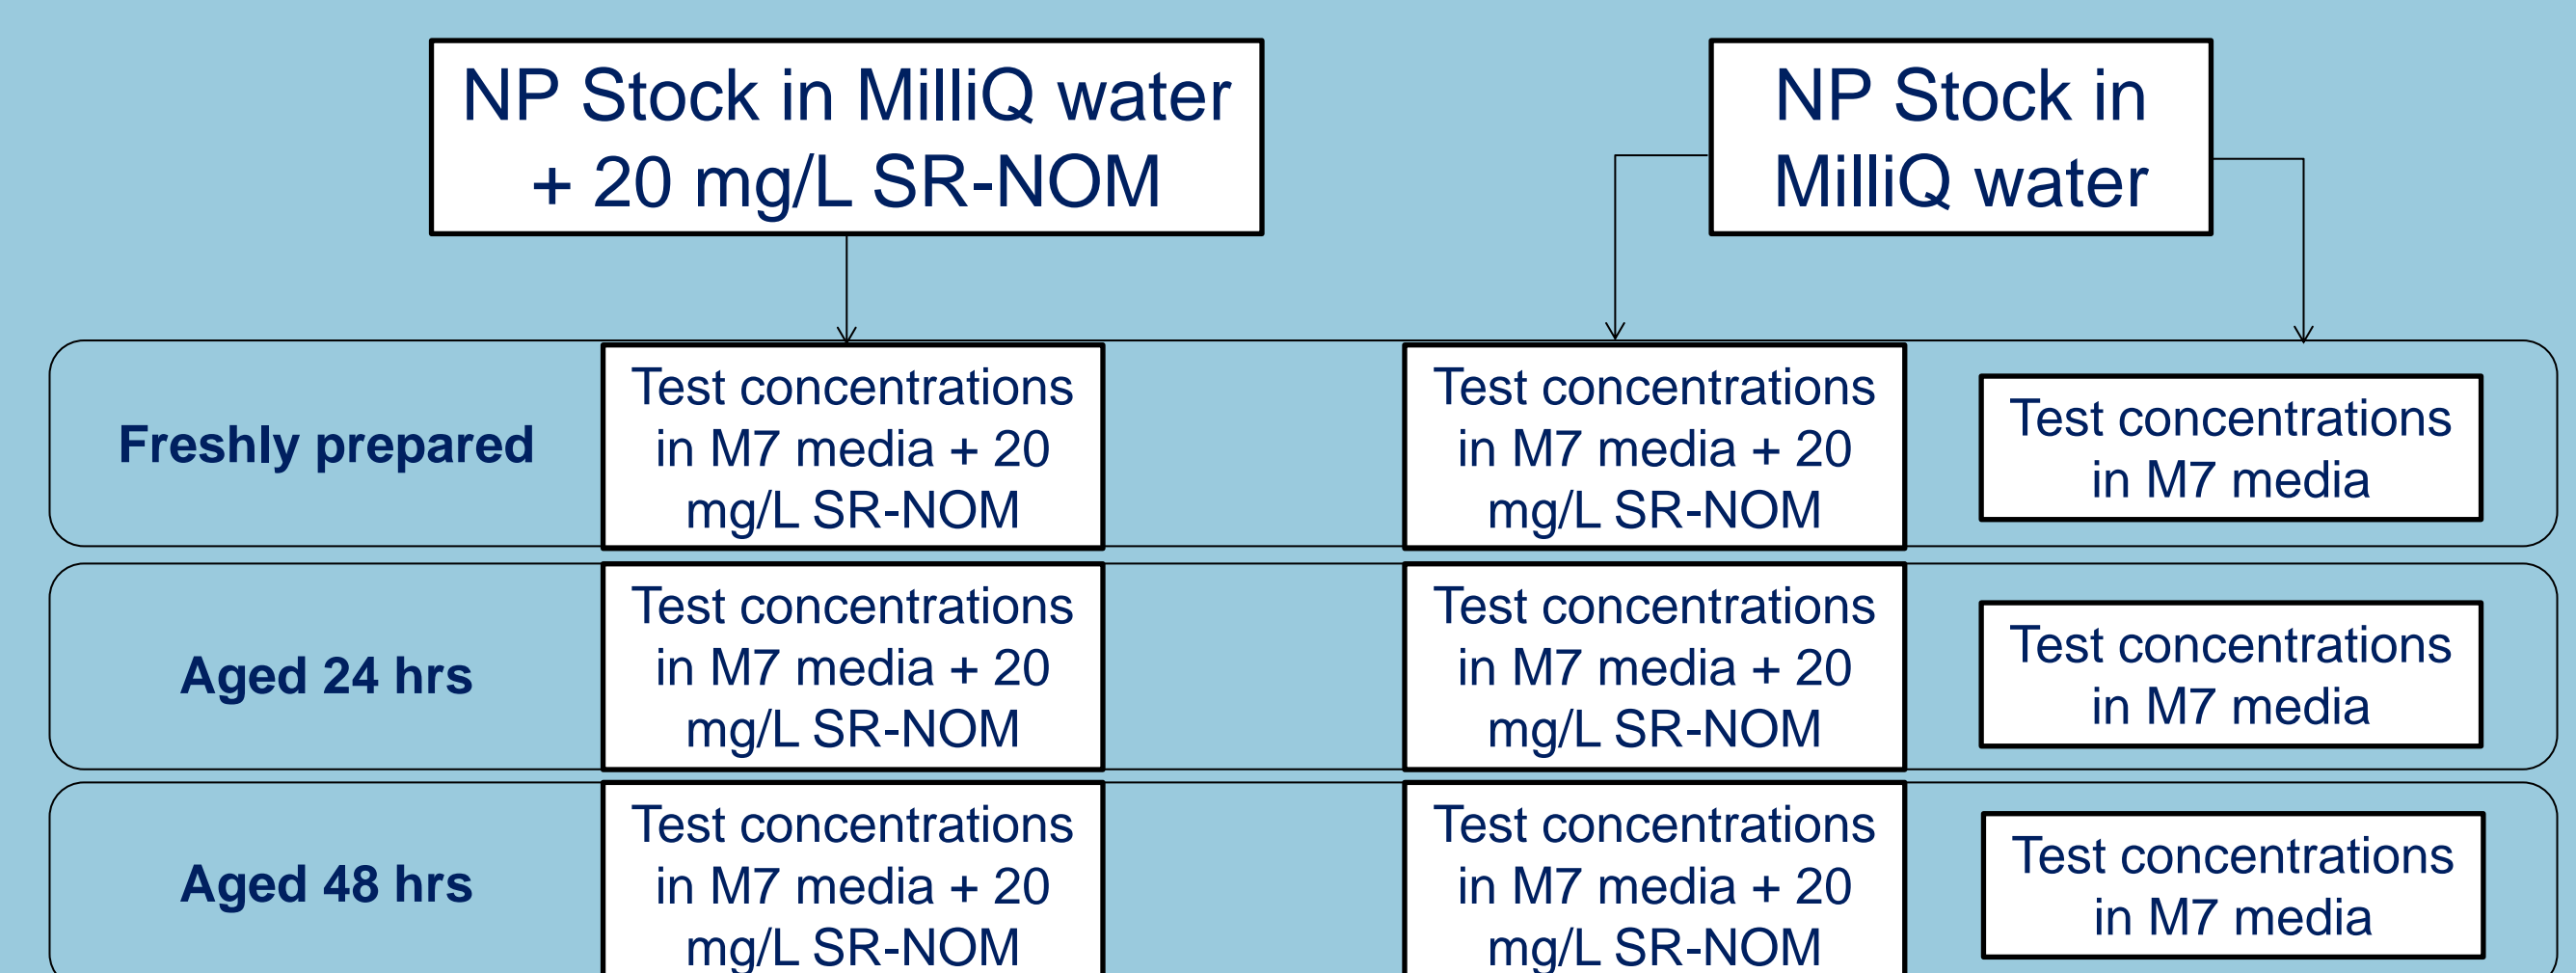 NP Stock in MilliQ water
+ 20 mg/L SR-NOM
NP Stock in
MilliQ water
Freshly prepared
Test concentrations
in M7 media + 20
mg/L SR-NOM
Test concentrations
in M7 media + 20
mg/L SR-NOM
Test concentrations
in M7 media
Aged 24 hrs
Test concentrations
in M7 media + 20
mg/L SR-NOM
Test concentrations
in M7 media + 20
mg/L SR-NOM
Test concentrations
in M7 media
Aged 48 hrs
Test concentrations
in M7 media + 20
mg/L SR-NOM
Test concentrations
in M7 media + 20
mg/L SR-NOM
Test concentrations
in M7 media